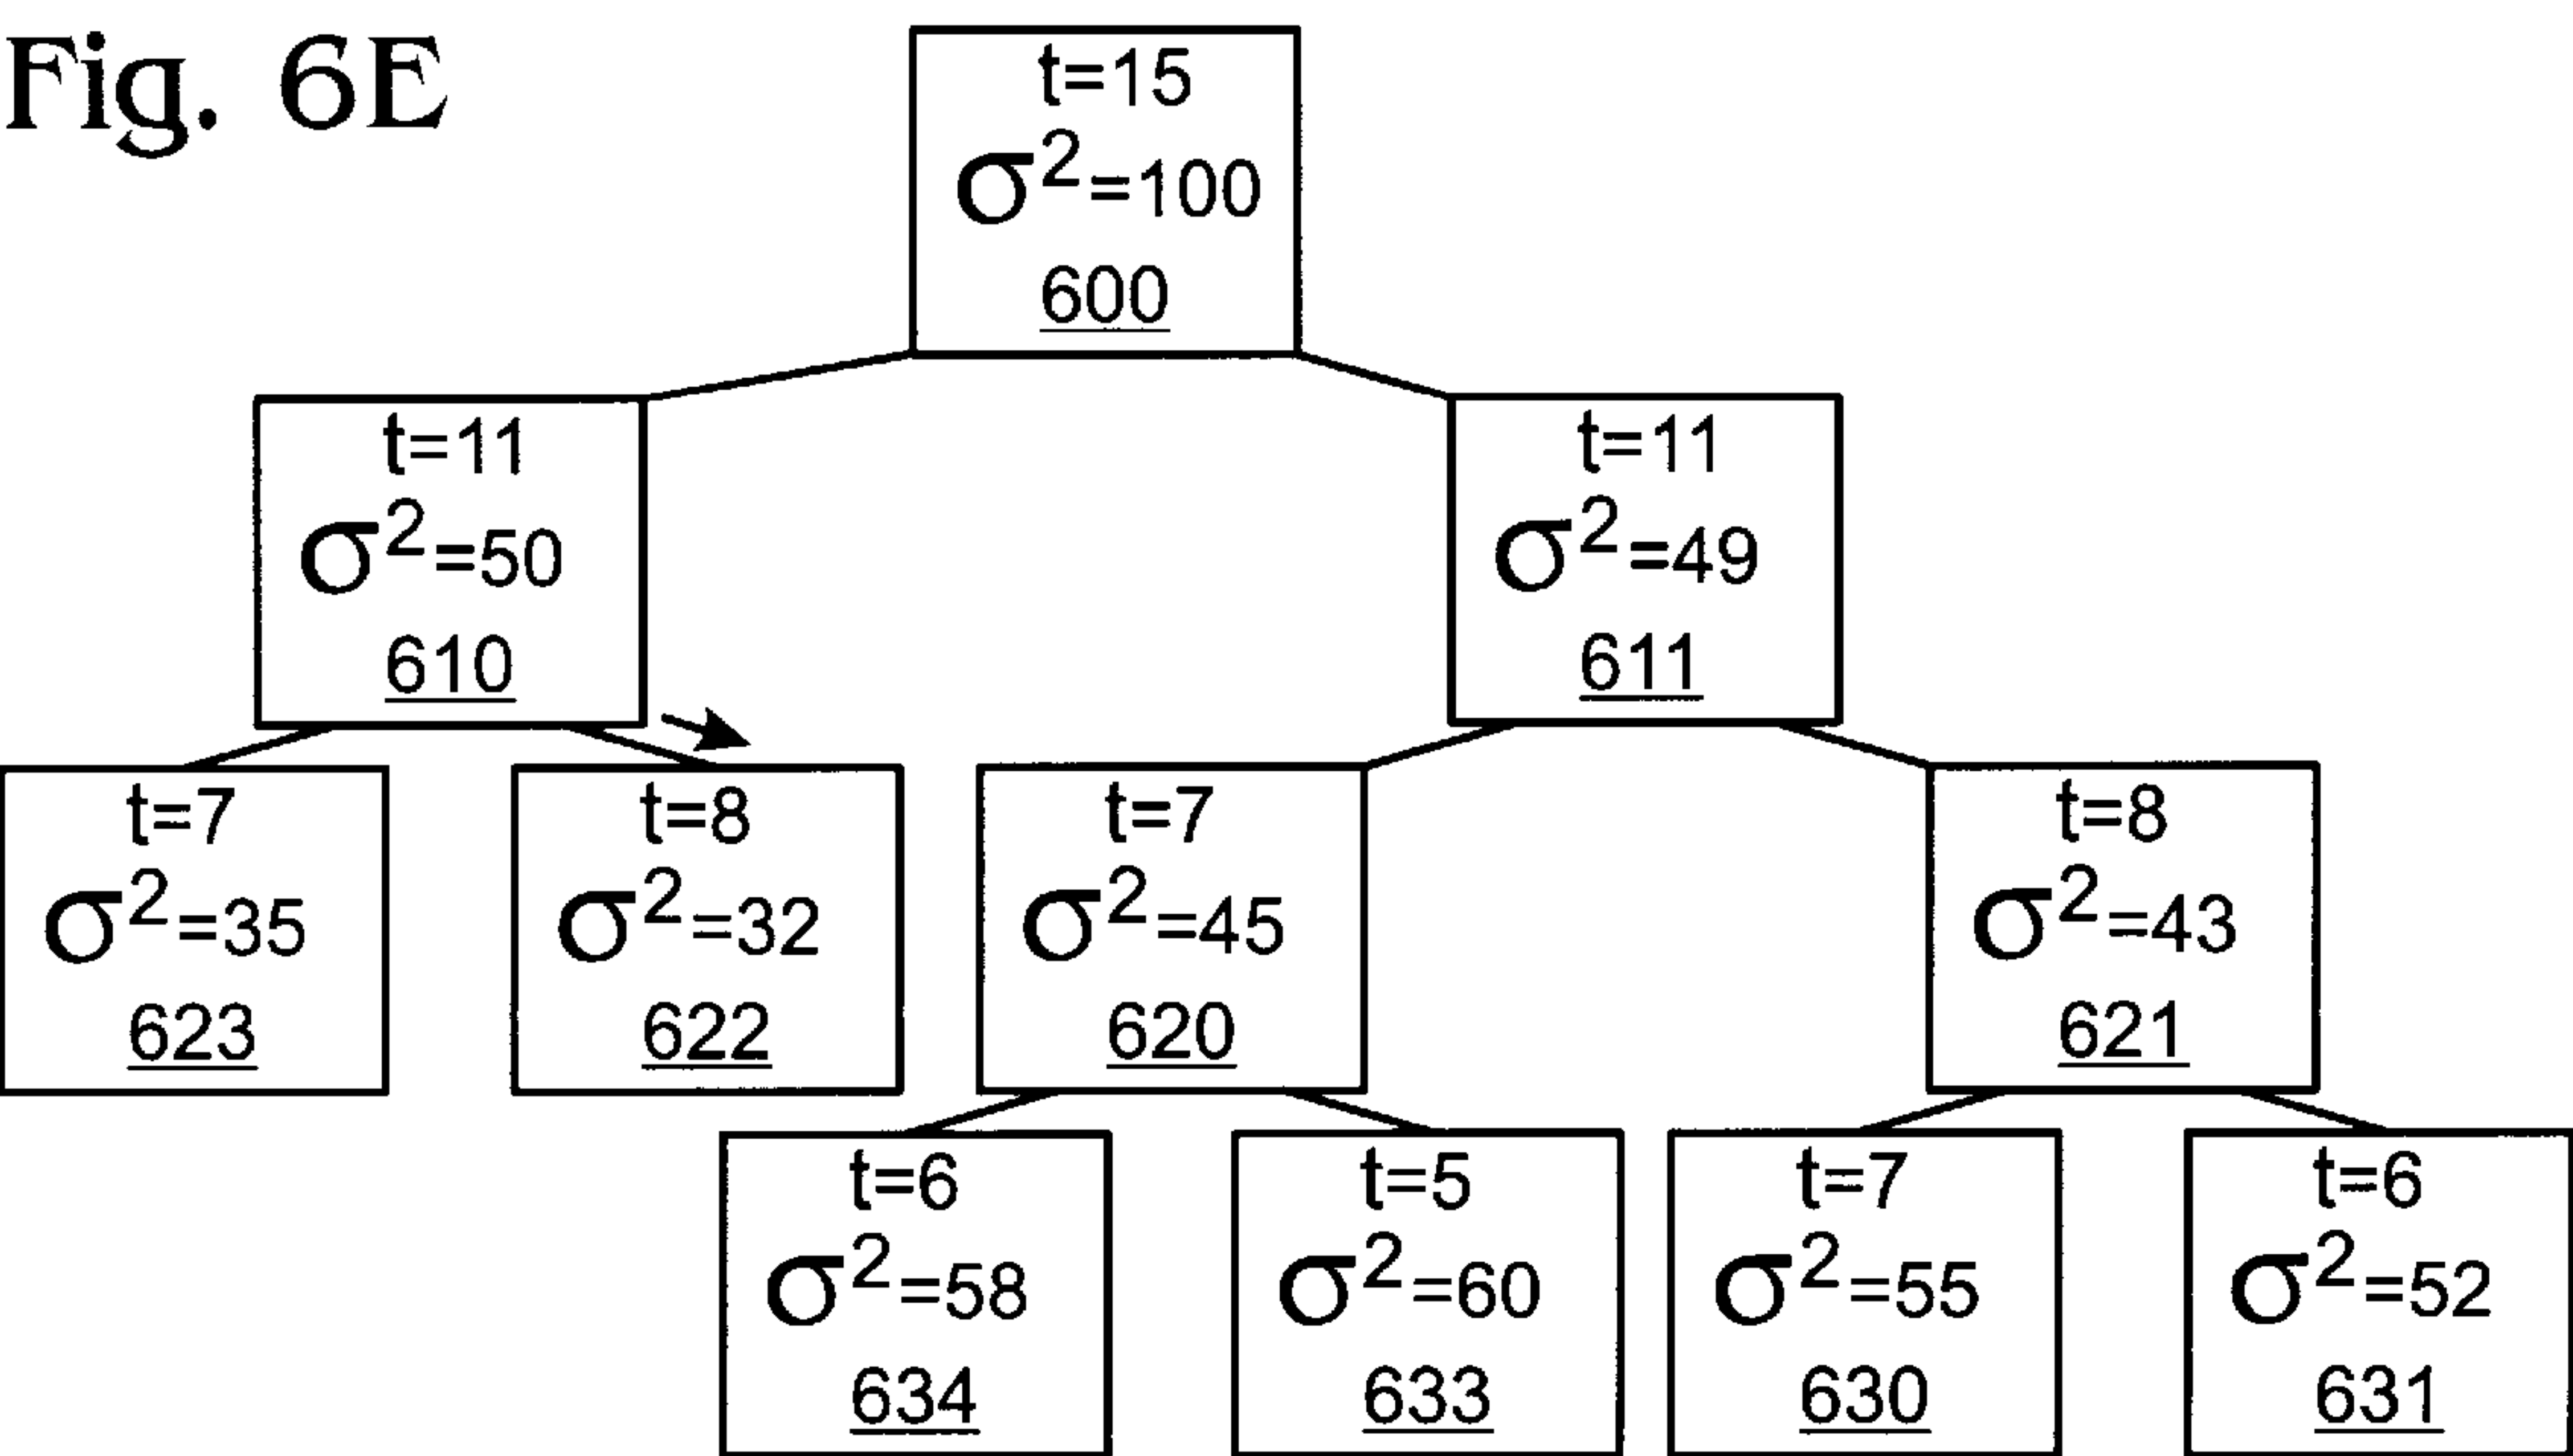 Fig. 6E
t=15
σ²=100
600
t=11
σ²=50
610
t=11
σ²=49
611
t=7
σ²=35
623
t=8
σ²=32
622
t=7
σ²=45
620
t=8
σ²=43
621
t=6
σ²=58
634
t=5
σ²=60
633
t=7
σ²=55
630
t=6
σ²=52
631